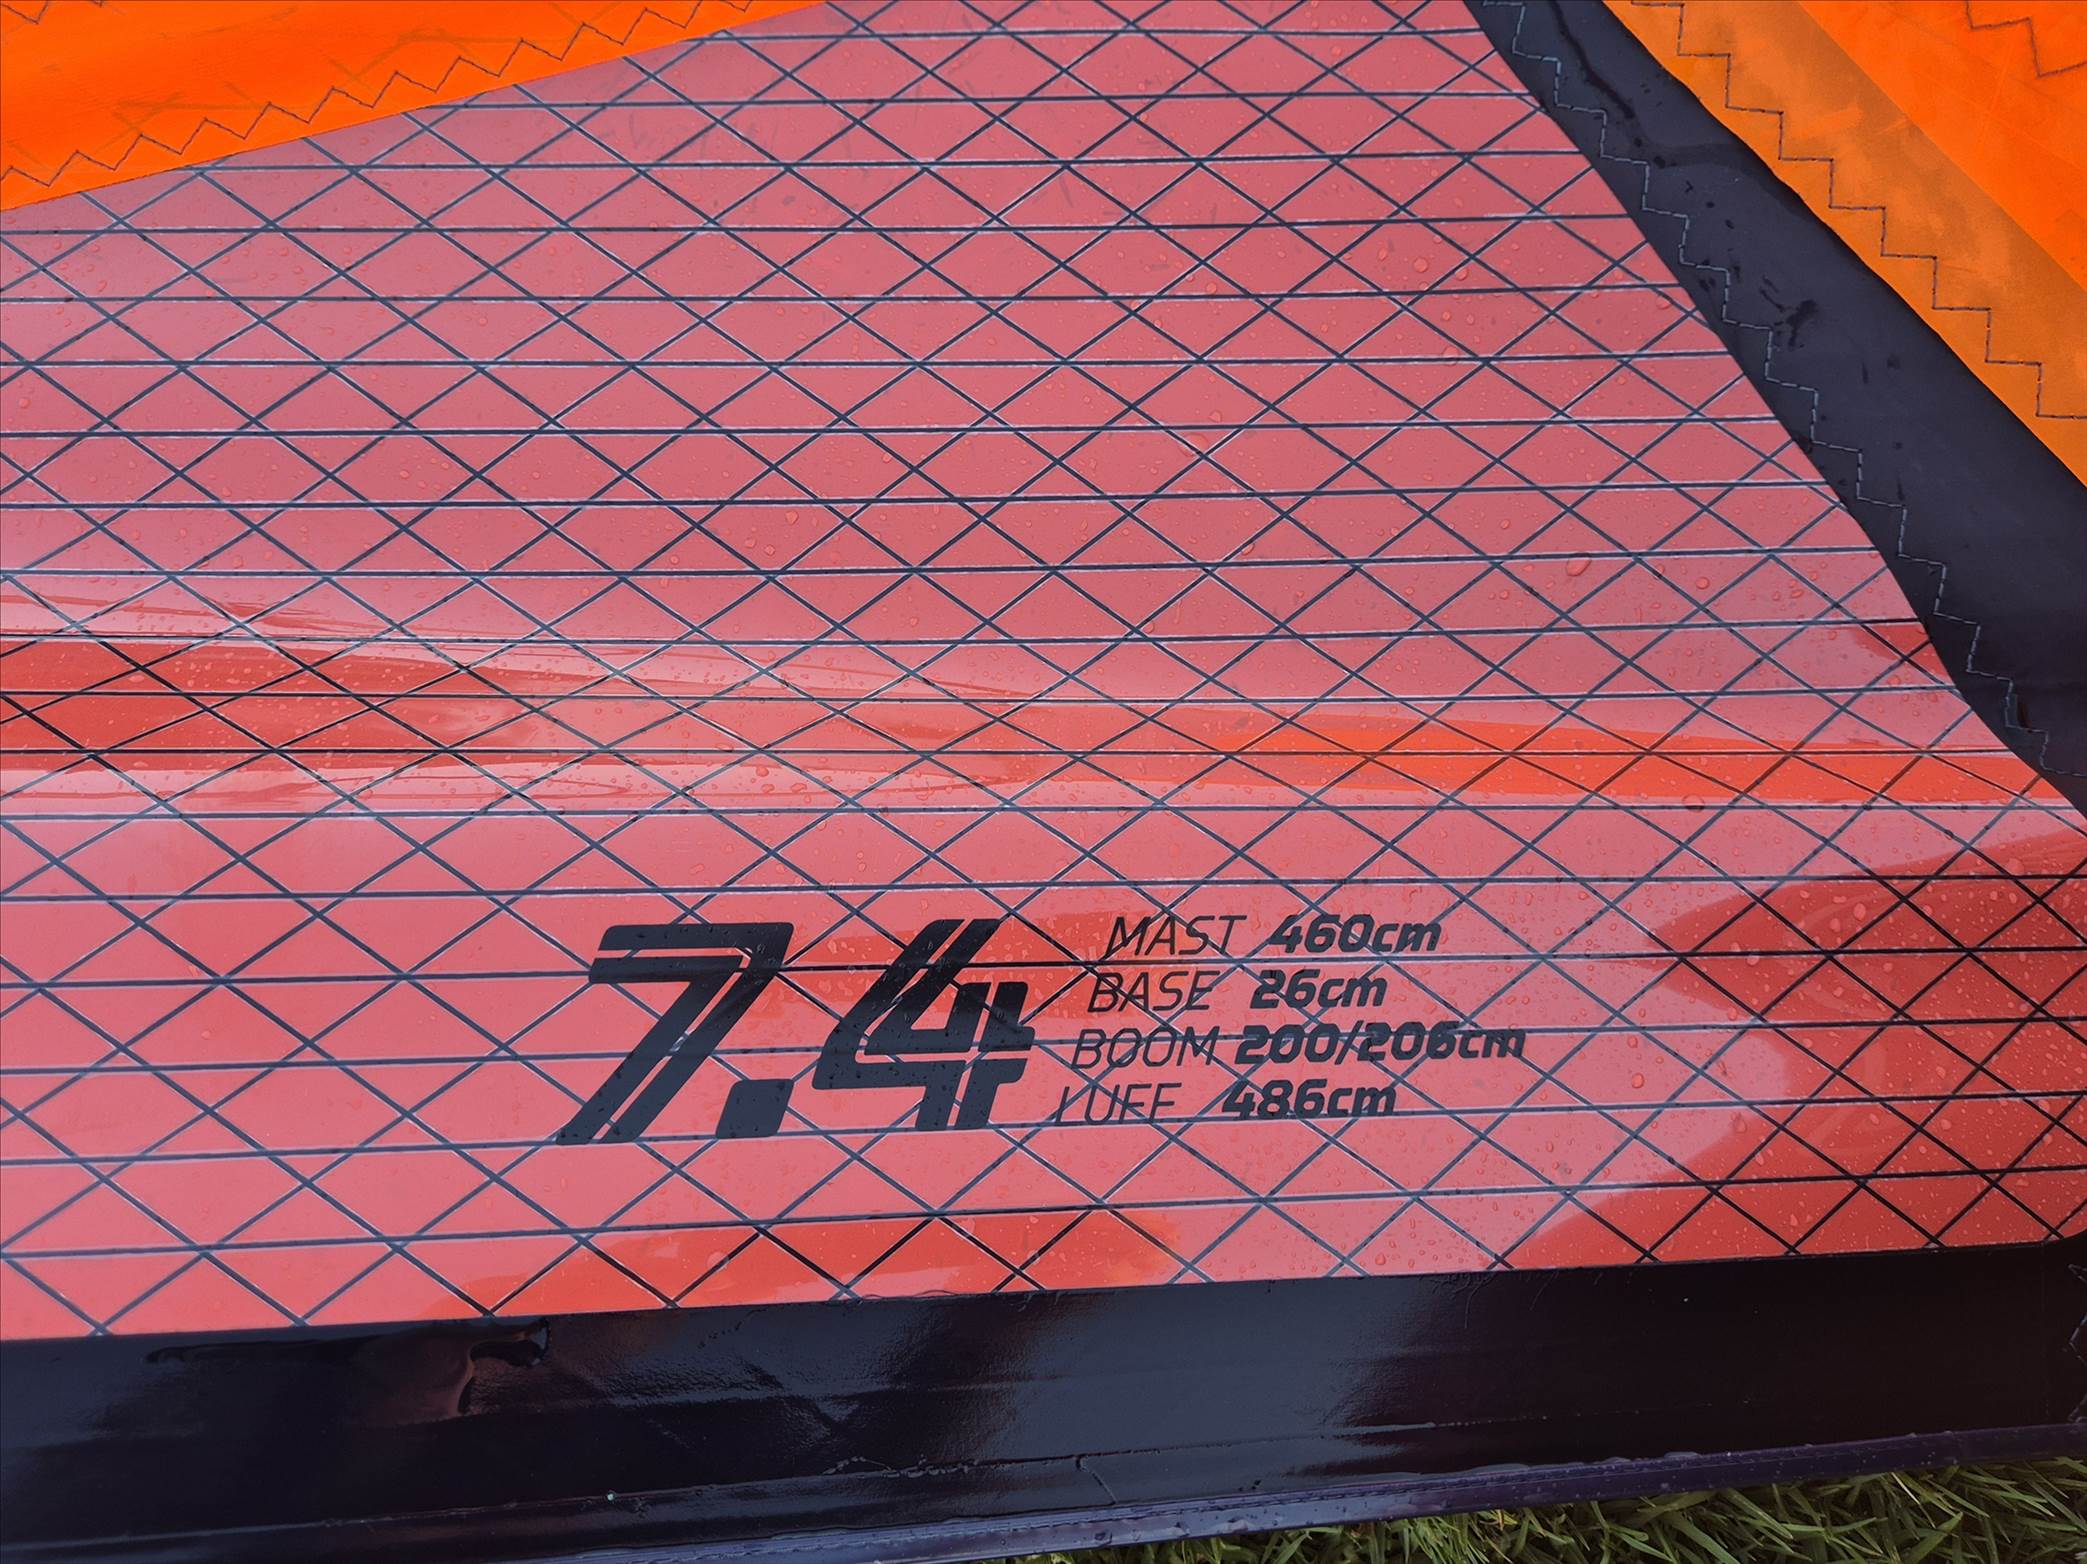 7.4
MAST 460cm
BASE 26cm
BOOM 200/206cm
LUFF 486cm